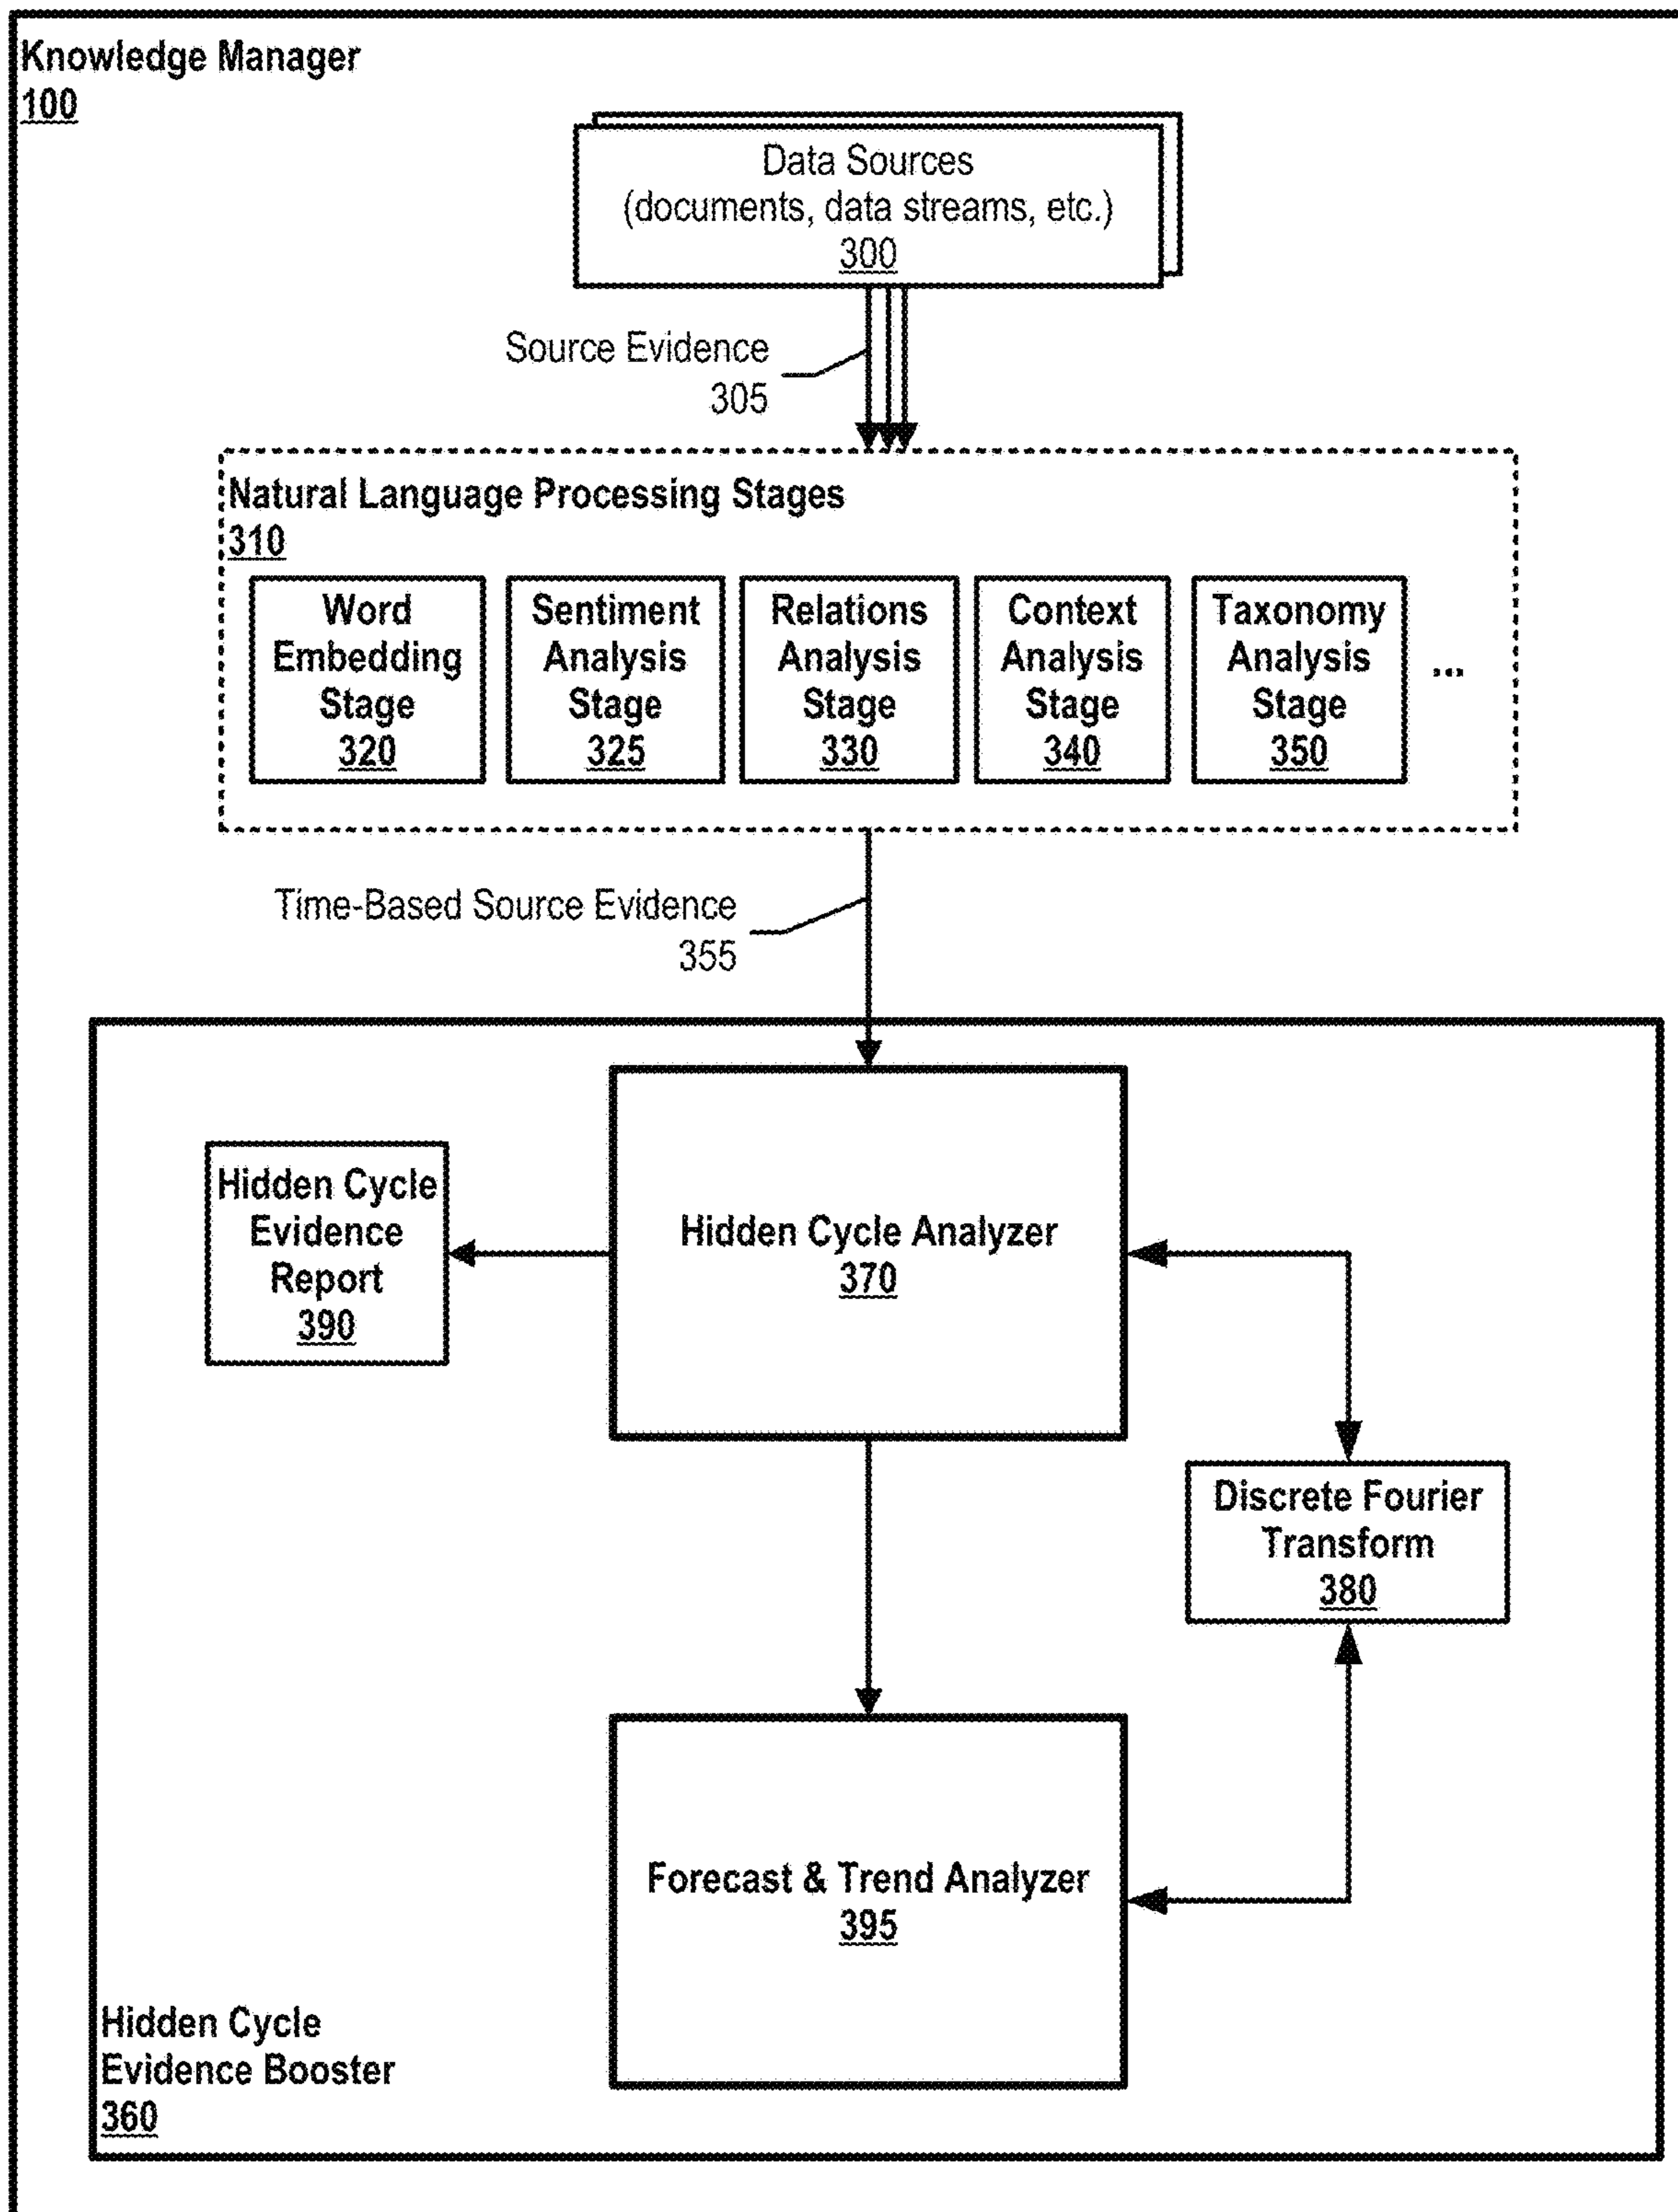 Knowledge Manager
100
Data Sources
(documents, data streams, etc.)
300
Source Evidence
305
Natural Language Processing Stages
310
Word
Embedding
Stage
320
Sentiment
Analysis
Stage
325
Relations
Analysis
Stage
330
Context
Analysis
Stage
340
Taxonomy
Analysis
Stage
350
...
Time-Based Source Evidence
355
Hidden Cycle
Evidence
Report
390
Hidden Cycle Analyzer
370
Discrete Fourier
Transform
380
Forecast & Trend Analyzer
395
Hidden Cycle
Evidence Booster
360